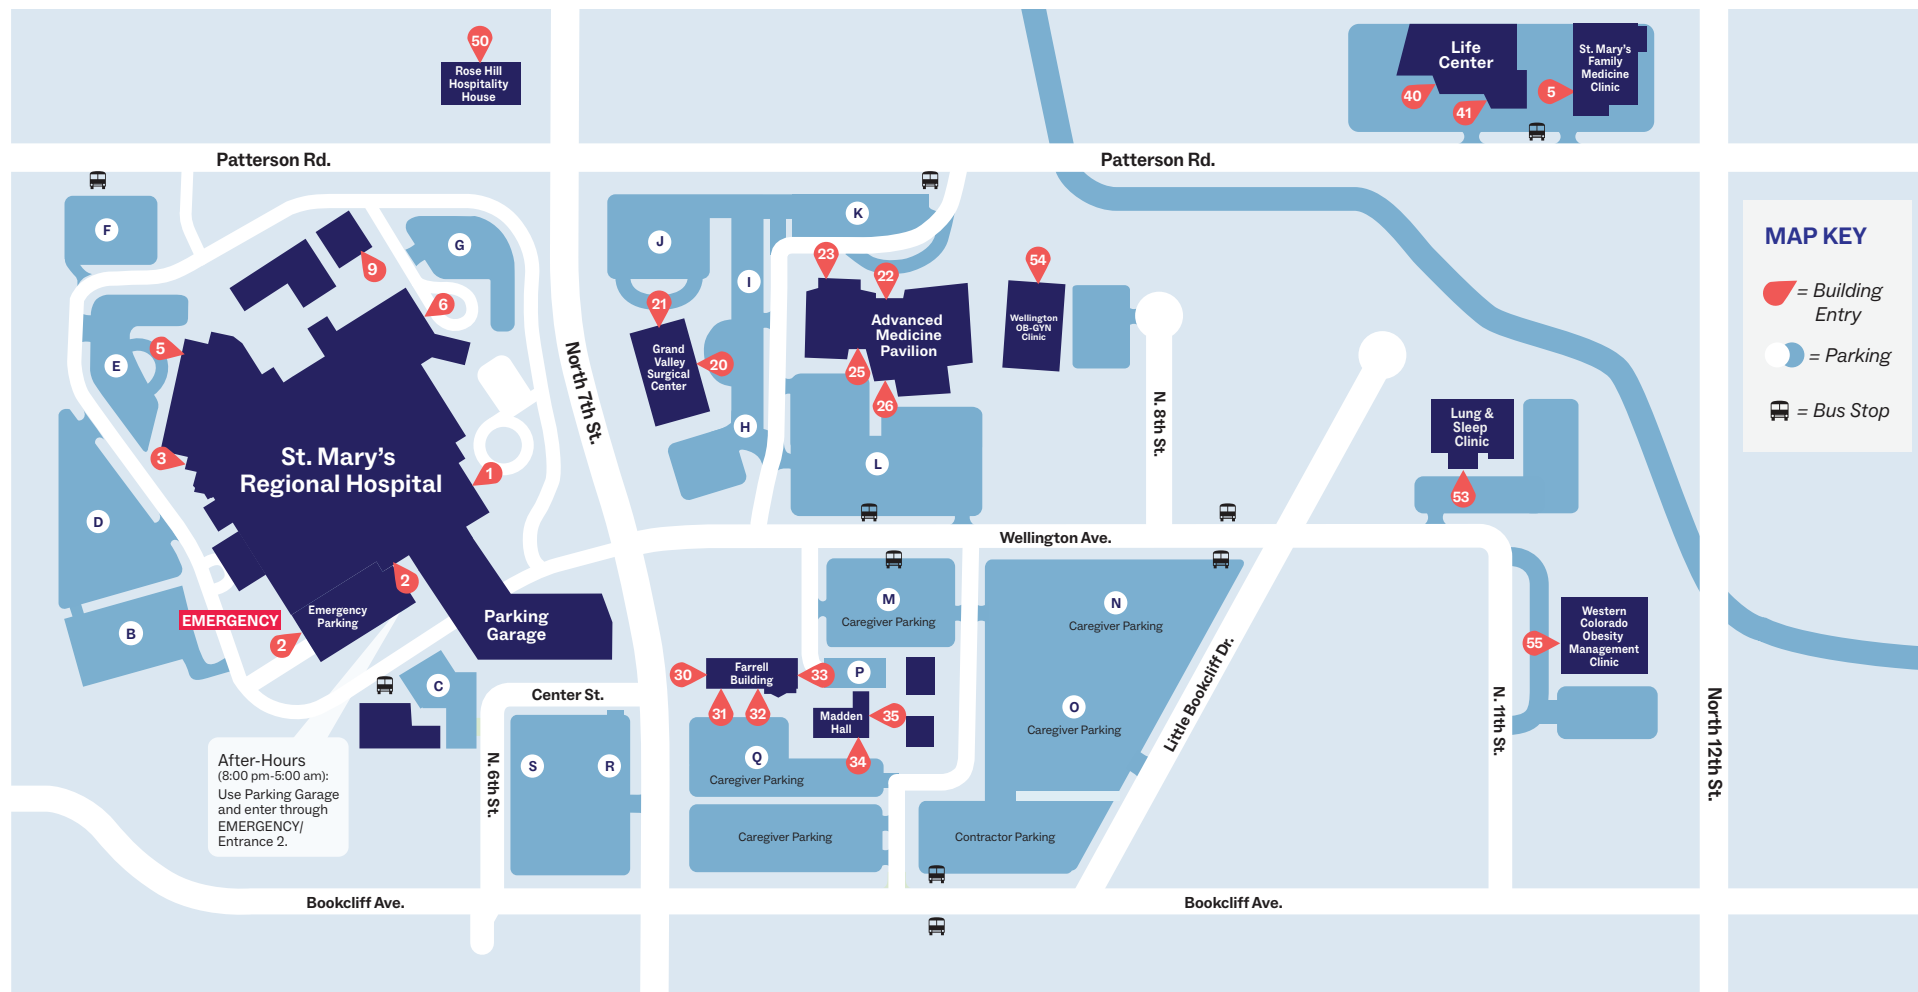 50
Rose Hill
Hospitality
House
Life
Center
St. Mary's
Family
Medicine
Clinic
40
41
5
Patterson Rd.
Patterson Rd.
F
G
9
6
5
E
3
1
St. Mary's
Regional Hospital
D
B
EMERGENCY
2
2
Emergency
Parking
Parking
Garage
C
After-Hours
(8:00 pm-5:00 am):
Use Parking Garage
and enter through
EMERGENCY/
Entrance 2.
North 7th St.
J
K
I
23
22
21
20
Grand
Valley
Surgical
Center
Advanced
Medicine
Pavilion
25
26
H
L
54
Wellington
OB-GYN
Clinic
N. 8th St.
Lung &
Sleep
Clinic
53
MAP KEY
= Building
Entry
= Parking
= Bus Stop
Wellington Ave.
M
Caregiver Parking
N
Caregiver Parking
O
Caregiver Parking
Little Bookcliff Dr.
30
Farrell
Building
33
P
31
32
Madden
Hall
35
34
Q
Caregiver Parking
Caregiver Parking
Contractor Parking
Center St.
N. 6th St.
S
R
N. 11th St.
55
Western
Colorado
Obesity
Management
Clinic
North 12th St.
Bookcliff Ave.
Bookcliff Ave.